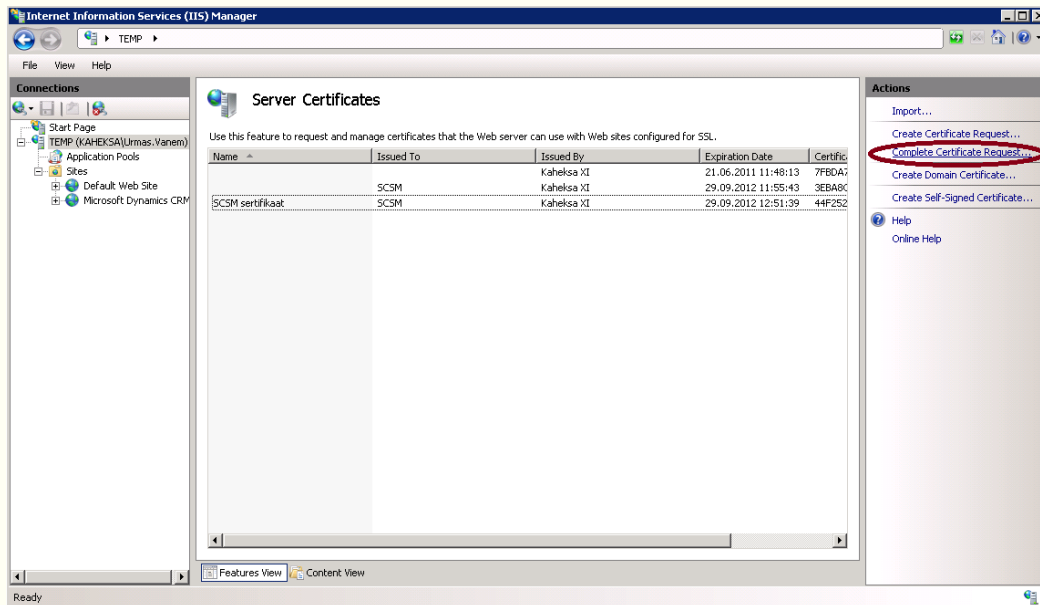 Internet Information Services (IIS) Manager
TEMP
File View Help
Connections
Start Page
TEMP (KAHEKSA\Urmas.Vanem)
Application Pools
Sites
Default Web Site
Microsoft Dynamics CRM
Server Certificates
Use this feature to request and manage certificates that the Web server can use with Web sites configured for SSL.
Name Issued To Issued By Expiration Date Certific
Kaheksa XI 21.06.2011 11:48:13 7FBDA7
SCSM Kaheksa XI 29.09.2012 11:55:43 3EBA8C
SCSM sertifikaat SCSM Kaheksa XI 29.09.2012 12:51:39 44F252
Features View Content View
Actions
Import...
Create Certificate Request...
Complete Certificate Request...
Create Domain Certificate...
Create Self-Signed Certificate...
Help
Online Help
Ready